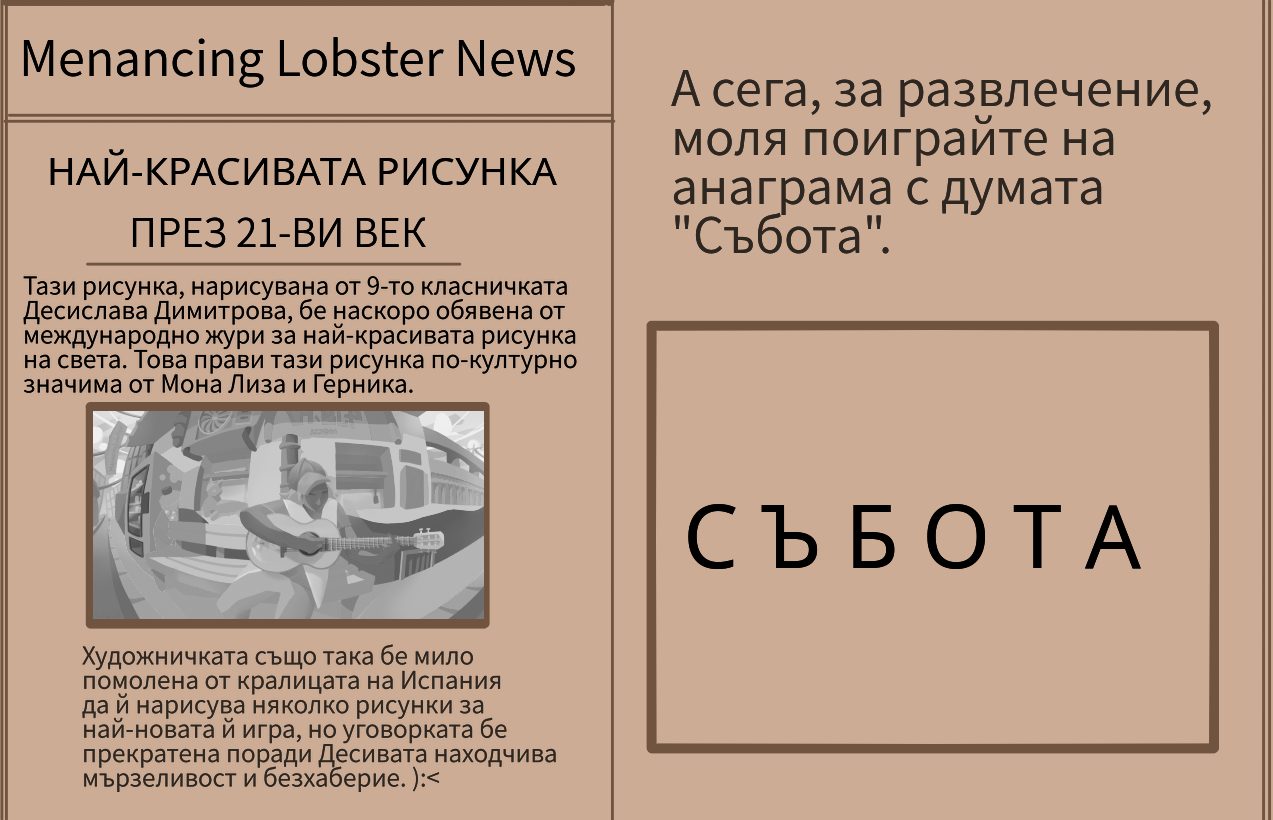 Menancing Lobster News
НАЙ-КРАСИВАТА РИСУНКА
ПРЕЗ 21-ВИ ВЕК
Тази рисунка, нарисувана от 9-то класничката
Десислава Димитрова, бе наскоро обявена от
международно жури за най-красивата рисунка
на света. Това прави тази рисунка по-културно
значима от Мона Лиза и Герника.
Художничката също така бе мило
помолена от кралицата на Испания
да й нарисува няколко рисунки за
най-новата й игра, но уговорката бе
прекратена поради Десивата находчива
мързеливост и безхаберие. ):<
А сега, за развлечение,
моля поиграйте на
анаграма с думата
"Събота".
С Ъ Б О Т А